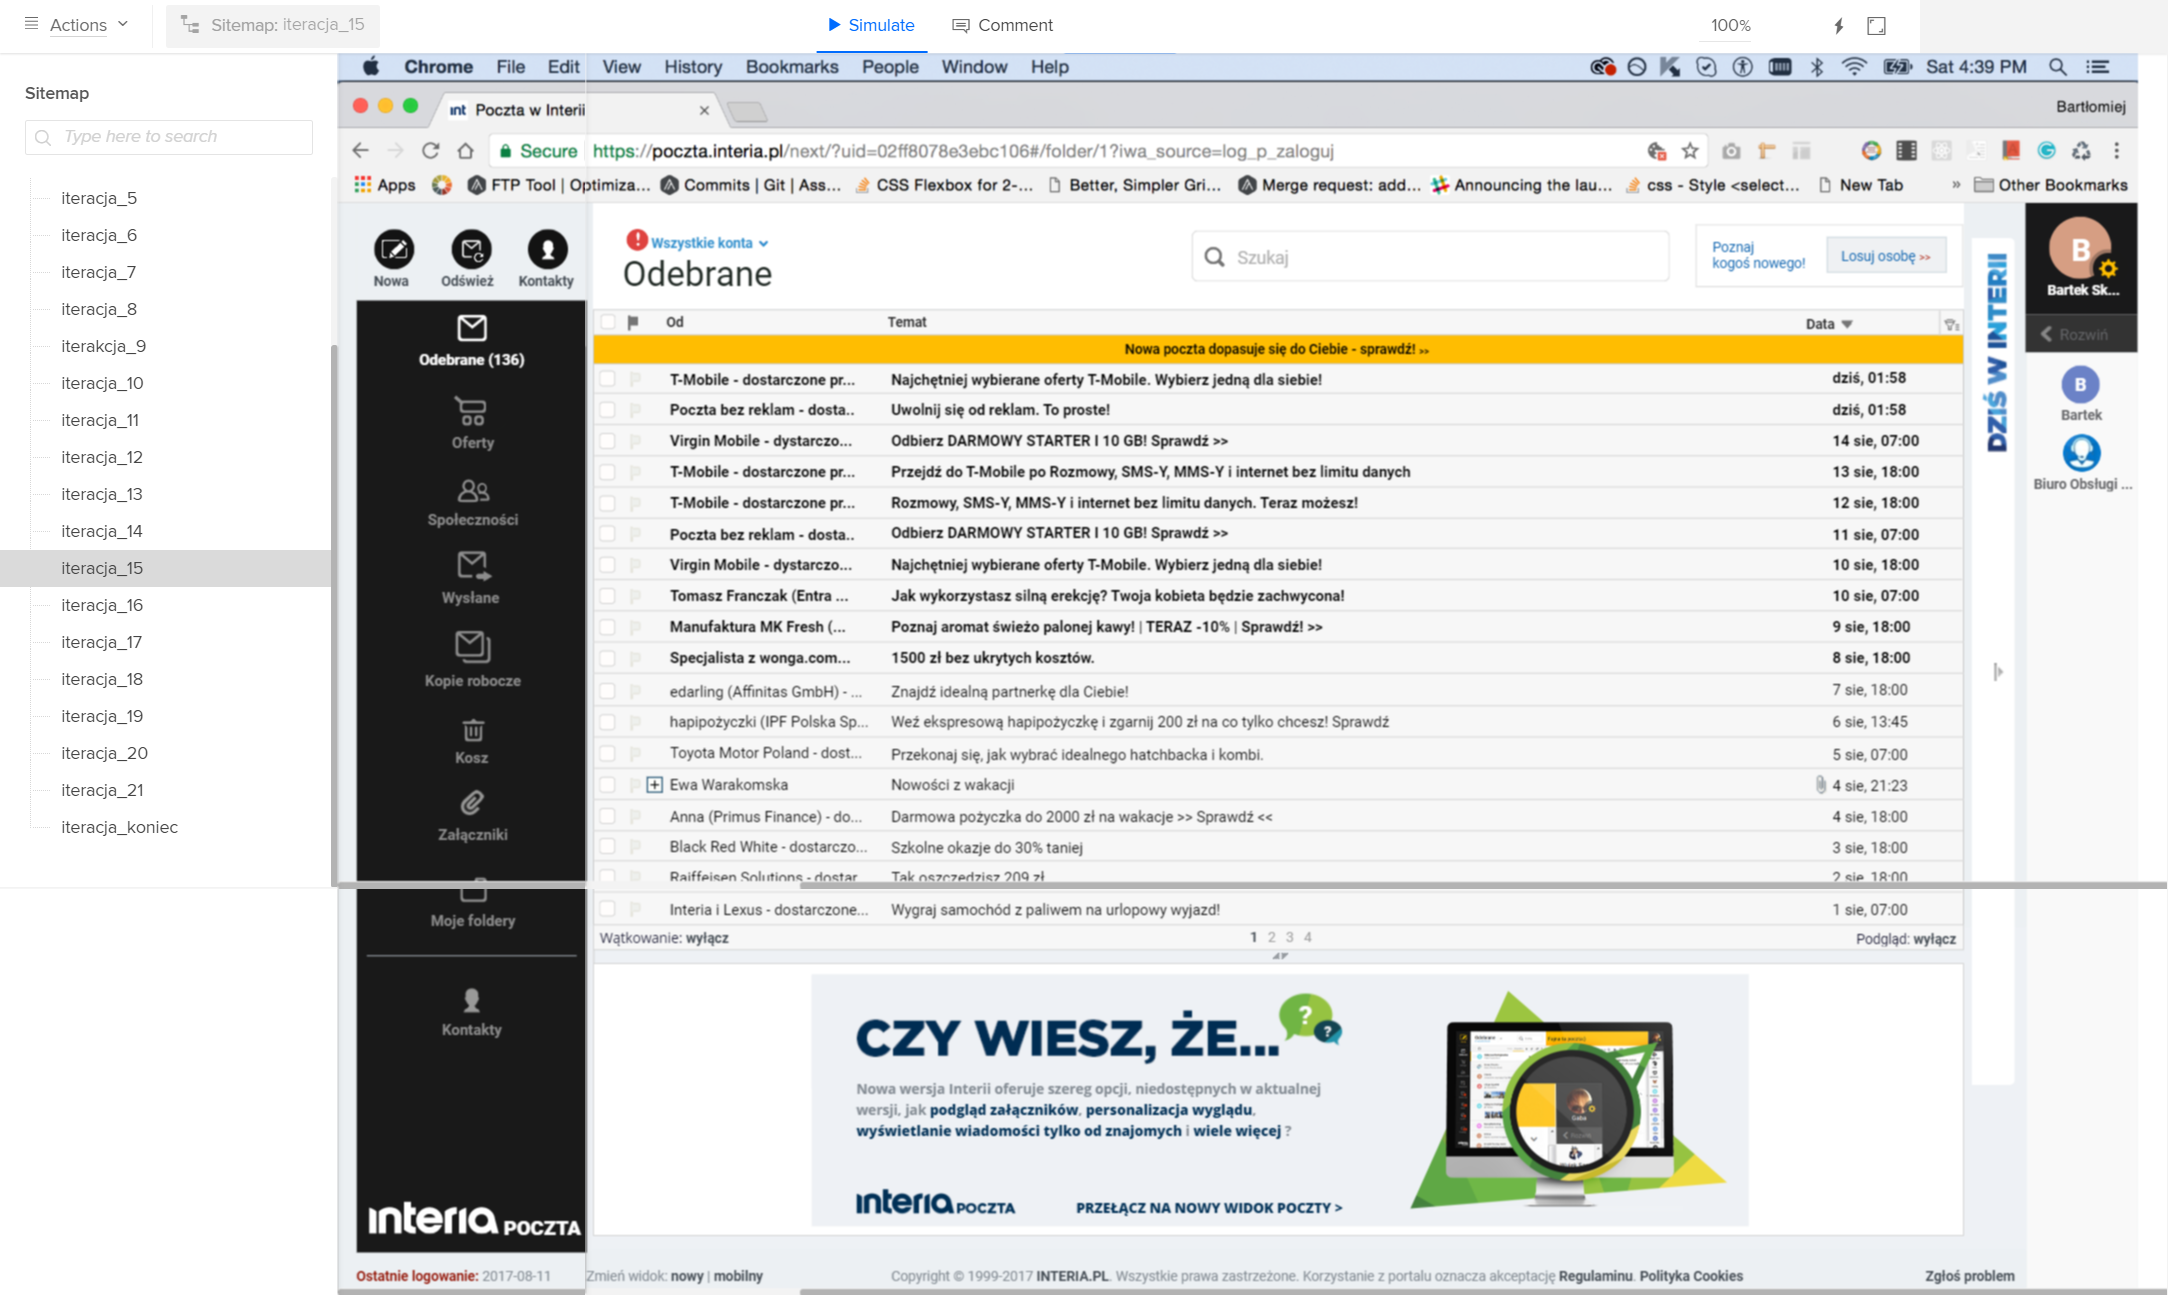 Actions
Sitemap: iteracja_15
Simulate
Comment
100%
Sitemap
Type here to search
iteracja_5
iteracja_6
iteracja_7
iteracja_8
iterakcja_9
iteracja_10
iteracja_11
iteracja_12
iteracja_13
iteracja_14
iteracja_15
iteracja_16
iteracja_17
iteracja_18
iteracja_19
iteracja_20
iteracja_21
iteracja_koniec
Chrome File Edit View History Bookmarks People Window Help
Sat 4:39 PM
int Poczta w Interii
Bartłomiej
Secure https://poczta.interia.pl/next/?uid=02ff8078e3ebc106#/folder/1?iwa_source=log_p_zaloguj
Apps FTP Tool | Optimiza... Commits | Git | Ass... CSS Flexbox for 2-... Better, Simpler Gri... Merge request: add... Announcing the lau... css - Style <select... New Tab » Other Bookmarks
Nowa Odśwież Kontakty
Odebrane (136)
Oferty
Społeczności
Wysłane
Kopie robocze
Kosz
Załączniki
Moje foldery
Kontakty
interia POCZTA
Wszystkie konta
Odebrane
Szukaj
Poznaj
kogoś nowego!
Losuj osobę >>
Od Temat Data
Nowa poczta dopasuje się do Ciebie - sprawdź! >>
T-Mobile - dostarczone pr... Najchętniej wybierane oferty T-Mobile. Wybierz jedną dla siebie! dziś, 01:58
Poczta bez reklam - dosta.. Uwolnij się od reklam. To proste! dziś, 01:58
Virgin Mobile - dystarczo... Odbierz DARMOWY STARTER I 10 GB! Sprawdź >> 14 sie, 07:00
T-Mobile - dostarczone pr... Przejdź do T-Mobile po Rozmowy, SMS-Y, MMS-Y i internet bez limitu danych 13 sie, 18:00
T-Mobile - dostarczone pr... Rozmowy, SMS-Y, MMS-Y i internet bez limitu danych. Teraz możesz! 12 sie, 18:00
Poczta bez reklam - dosta.. Odbierz DARMOWY STARTER I 10 GB! Sprawdź >> 11 sie, 07:00
Virgin Mobile - dystarczo... Najchętniej wybierane oferty T-Mobile. Wybierz jedną dla siebie! 10 sie, 18:00
Tomasz Franczak (Entra ... Jak wykorzystasz silną erekcję? Twoja kobieta będzie zachwycona! 10 sie, 07:00
Manufaktura MK Fresh (... Poznaj aromat świeżo palonej kawy! | TERAZ -10% | Sprawdź! >> 9 sie, 18:00
Specjalista z wonga.com... 1500 zł bez ukrytych kosztów. 8 sie, 18:00
edarling (Affinitas GmbH) - ... Znajdź idealną partnerkę dla Ciebie! 7 sie, 18:00
hapipożyczki (IPF Polska Sp... Weź ekspresową hapipożyczkę i zgarnij 200 zł na co tylko chcesz! Sprawdź 6 sie, 13:45
Toyota Motor Poland - dost... Przekonaj się, jak wybrać idealnego hatchbacka i kombi. 5 sie, 07:00
Ewa Warakomska Nowości z wakacji 4 sie, 21:23
Anna (Primus Finance) - do... Darmowa pożyczka do 2000 zł na wakacje >> Sprawdź << 4 sie, 18:00
Black Red White - dostarczo... Szkolne okazje do 30% taniej 3 sie, 18:00
Raiffeisen Solutions - dostar Tak oszczędzisz 209 zł 2 sie, 18:00
Interia i Lexus - dostarczone... Wygraj samochód z paliwem na urlopowy wyjazd! 1 sie, 07:00
Wątkowanie: wyłącz 1 2 3 4 Podgląd: wyłącz
CZY WIESZ, ŻE...
? ?
Nowa wersja Interii oferuje szereg opcji, niedostępnych w aktualnej
wersji, jak podgląd załączników, personalizacja wyglądu,
wyświetlanie wiadomości tylko od znajomych i wiele więcej ?
interia POCZTA PRZEŁĄCZ NA NOWY WIDOK POCZTY >
DZIŚ W INTERII
B
Bartek Sk...
Rozwiń
B
Bartek
Biuro Obsługi ...
Ostatnie logowanie: 2017-08-11 Zmień widok: nowy | mobilny Copyright © 1999-2017 INTERIA.PL. Wszystkie prawa zastrzeżone. Korzystanie z portalu oznacza akceptację Regulaminu. Polityka Cookies Zgłoś problem